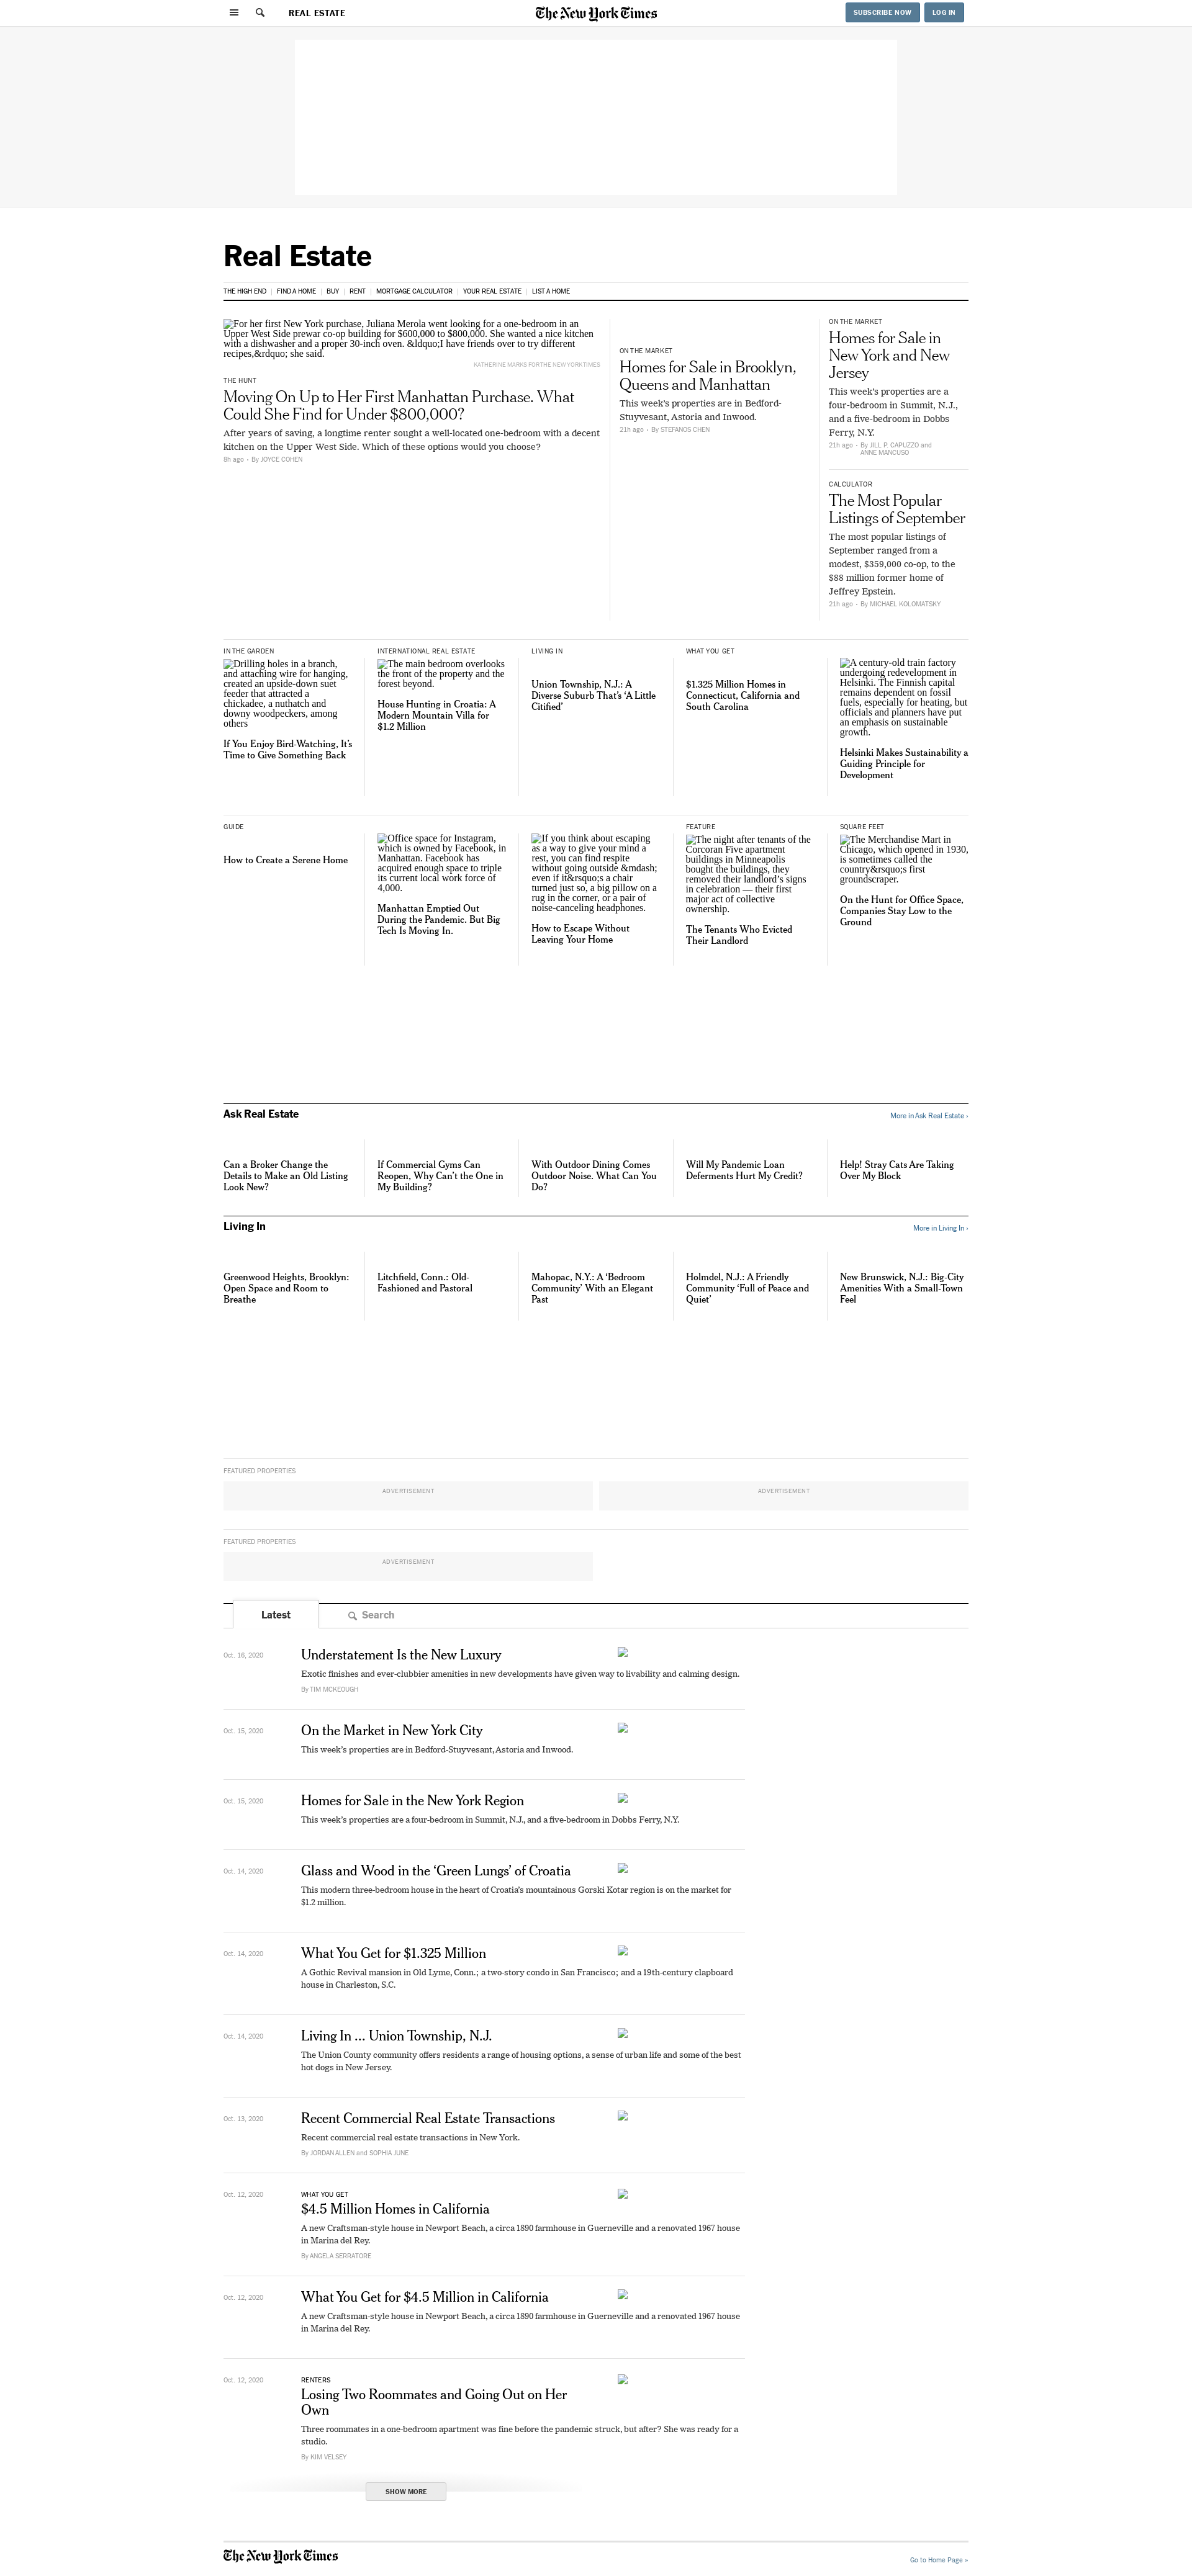 REAL ESTATE
The New York Times
SUBSCRIBE NOW
LOG IN
Real Estate
THE HIGH END
FIND A HOME
BUY
RENT
MORTGAGE CALCULATOR
YOUR REAL ESTATE
LIST A HOME
For her first New York purchase, Juliana Merola went looking for a one-bedroom in an
Upper West Side prewar co-op building for $600,000 to $800,000. She wanted a nice kitchen
with a dishwasher and a proper 30-inch oven. &ldquo;I have friends over to try different
recipes,&rdquo; she said.
KATHERINE MARKS FOR THE NEW YORK TIMES
THE HUNT
Moving On Up to Her First Manhattan Purchase. What
Could She Find for Under $800,000?
After years of saving, a longtime renter sought a well-located one-bedroom with a decent
kitchen on the Upper West Side. Which of these options would you choose?
8h ago • By JOYCE COHEN
ON THE MARKET
Homes for Sale in Brooklyn,
Queens and Manhattan
This week's properties are in Bedford-
Stuyvesant, Astoria and Inwood.
21h ago • By STEFANOS CHEN
ON THE MARKET
Homes for Sale in
New York and New
Jersey
This week's properties are a
four-bedroom in Summit, N.J.,
and a five-bedroom in Dobbs
Ferry, N.Y.
21h ago • By JILL P. CAPUZZO and
ANNE MANCUSO
CALCULATOR
The Most Popular
Listings of September
The most popular listings of
September ranged from a
modest, $359,000 co-op, to the
$88 million former home of
Jeffrey Epstein.
21h ago • By MICHAEL KOLOMATSKY
IN THE GARDEN
Drilling holes in a branch,
and attaching wire for hanging,
created an upside-down suet
feeder that attracted a
chickadee, a nuthatch and
downy woodpeckers, among
others
If You Enjoy Bird-Watching, It's
Time to Give Something Back
INTERNATIONAL REAL ESTATE
The main bedroom overlooks
the front of the property and the
forest beyond.
House Hunting in Croatia: A
Modern Mountain Villa for
$1.2 Million
LIVING IN
Union Township, N.J.: A
Diverse Suburb That's ‘A Little
Citified’
WHAT YOU GET
$1.325 Million Homes in
Connecticut, California and
South Carolina
A century-old train factory
undergoing redevelopment in
Helsinki. The Finnish capital
remains dependent on fossil
fuels, especially for heating, but
officials and planners have put
an emphasis on sustainable
growth.
Helsinki Makes Sustainability a
Guiding Principle for
Development
GUIDE
How to Create a Serene Home
Office space for Instagram,
which is owned by Facebook, in
Manhattan. Facebook has
acquired enough space to triple
its current local work force of
4,000.
Manhattan Emptied Out
During the Pandemic. But Big
Tech Is Moving In.
If you think about escaping
as a way to give your mind a
rest, you can find respite
without going outside &mdash;
even if it&rsquo;s a chair
turned just so, a big pillow on a
rug in the corner, or a pair of
noise-canceling headphones.
How to Escape Without
Leaving Your Home
FEATURE
The night after tenants of the
Corcoran Five apartment
buildings in Minneapolis
bought the buildings, they
removed their landlord's signs
in celebration — their first
major act of collective
ownership.
The Tenants Who Evicted
Their Landlord
SQUARE FEET
The Merchandise Mart in
Chicago, which opened in 1930,
is sometimes called the
country&rsquo;s first
groundscraper.
On the Hunt for Office Space,
Companies Stay Low to the
Ground
Ask Real Estate
More in Ask Real Estate ›
Can a Broker Change the
Details to Make an Old Listing
Look New?
If Commercial Gyms Can
Reopen, Why Can't the One in
My Building?
With Outdoor Dining Comes
Outdoor Noise. What Can You
Do?
Will My Pandemic Loan
Deferments Hurt My Credit?
Help! Stray Cats Are Taking
Over My Block
Living In
More in Living In ›
Greenwood Heights, Brooklyn:
Open Space and Room to
Breathe
Litchfield, Conn.: Old-
Fashioned and Pastoral
Mahopac, N.Y.: A ‘Bedroom
Community’ With an Elegant
Past
Holmdel, N.J.: A Friendly
Community ‘Full of Peace and
Quiet’
New Brunswick, N.J.: Big-City
Amenities With a Small-Town
Feel
FEATURED PROPERTIES
ADVERTISEMENT
ADVERTISEMENT
FEATURED PROPERTIES
ADVERTISEMENT
Latest
Search
Oct. 16, 2020
Understatement Is the New Luxury
Exotic finishes and ever-clubbier amenities in new developments have given way to livability and calming design.
By TIM MCKEOUGH
Oct. 15, 2020
On the Market in New York City
This week's properties are in Bedford-Stuyvesant, Astoria and Inwood.
Oct. 15, 2020
Homes for Sale in the New York Region
This week's properties are a four-bedroom in Summit, N.J., and a five-bedroom in Dobbs Ferry, N.Y.
Oct. 14, 2020
Glass and Wood in the ‘Green Lungs’ of Croatia
This modern three-bedroom house in the heart of Croatia's mountainous Gorski Kotar region is on the market for
$1.2 million.
Oct. 14, 2020
What You Get for $1.325 Million
A Gothic Revival mansion in Old Lyme, Conn.; a two-story condo in San Francisco; and a 19th-century clapboard
house in Charleston, S.C.
Oct. 14, 2020
Living In ... Union Township, N.J.
The Union County community offers residents a range of housing options, a sense of urban life and some of the best
hot dogs in New Jersey.
Oct. 13, 2020
Recent Commercial Real Estate Transactions
Recent commercial real estate transactions in New York.
By JORDAN ALLEN and SOPHIA JUNE
Oct. 12, 2020
WHAT YOU GET
$4.5 Million Homes in California
A new Craftsman-style house in Newport Beach, a circa 1890 farmhouse in Guerneville and a renovated 1967 house
in Marina del Rey.
By ANGELA SERRATORE
Oct. 12, 2020
What You Get for $4.5 Million in California
A new Craftsman-style house in Newport Beach, a circa 1890 farmhouse in Guerneville and a renovated 1967 house
in Marina del Rey.
Oct. 12, 2020
RENTERS
Losing Two Roommates and Going Out on Her
Own
Three roommates in a one-bedroom apartment was fine before the pandemic struck, but after? She was ready for a
studio.
By KIM VELSEY
SHOW MORE
The New York Times
Go to Home Page »